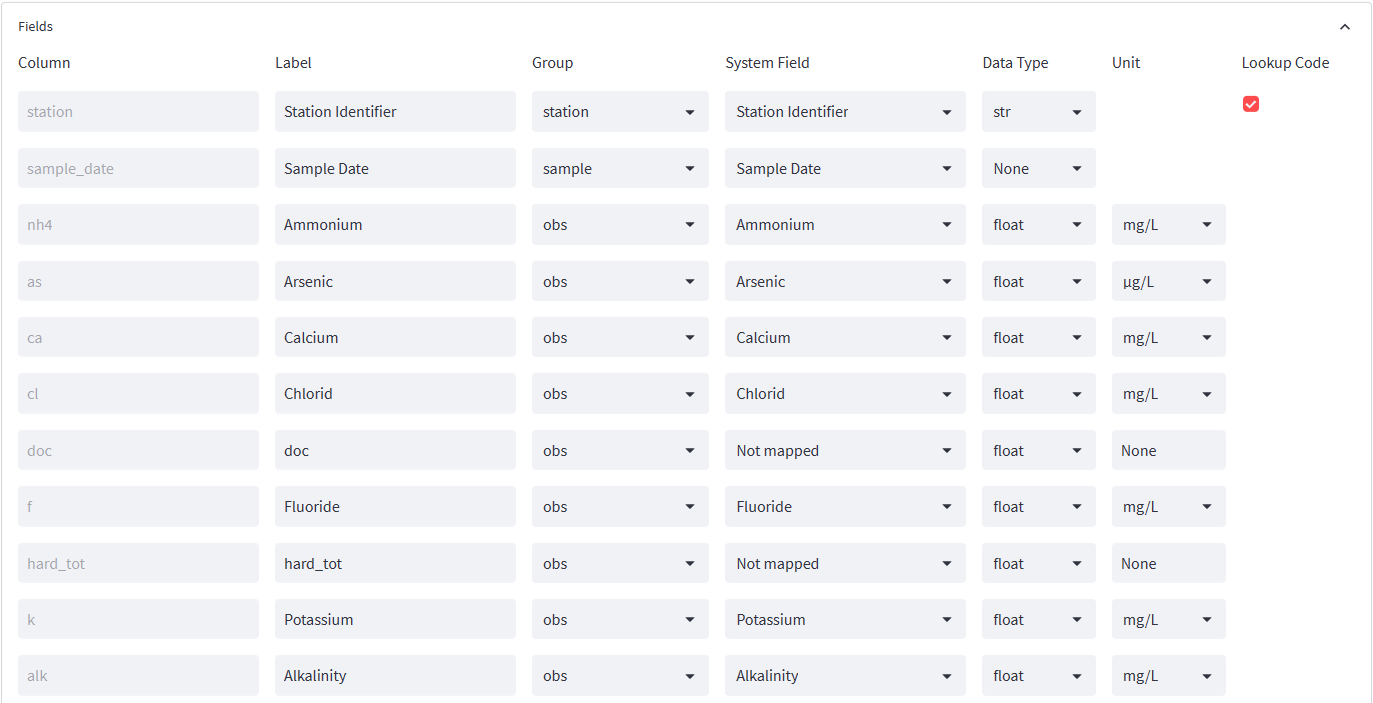 Fields
Column Label Group System Field Data Type Unit Lookup Code
station Station Identifier station Station Identifier str
sample_date Sample Date sample Sample Date None
nh4 Ammonium obs Ammonium float mg/L
as Arsenic obs Arsenic float µg/L
ca Calcium obs Calcium float mg/L
cl Chlorid obs Chlorid float mg/L
doc doc obs Not mapped float None
f Fluoride obs Fluoride float mg/L
hard_tot hard_tot obs Not mapped float None
k Potassium obs Potassium float mg/L
alk Alkalinity obs Alkalinity float mg/L